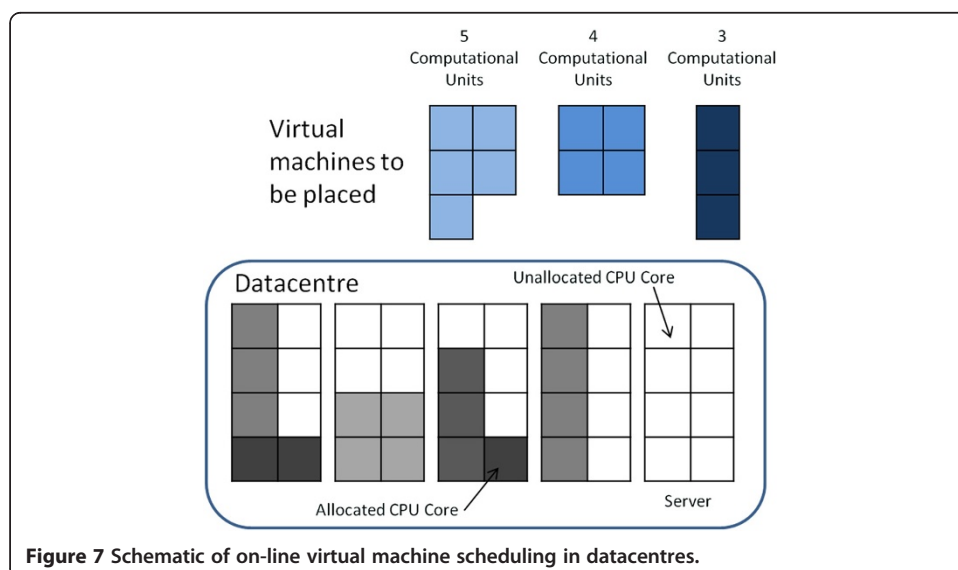 5
Computational
Units
4
Computational
Units
3
Computational
Units
Virtual
machines to
be placed
Datacentre
Unallocated CPU Core
Allocated CPU Core
Server
Figure 7 Schematic of on-line virtual machine scheduling in datacentres.